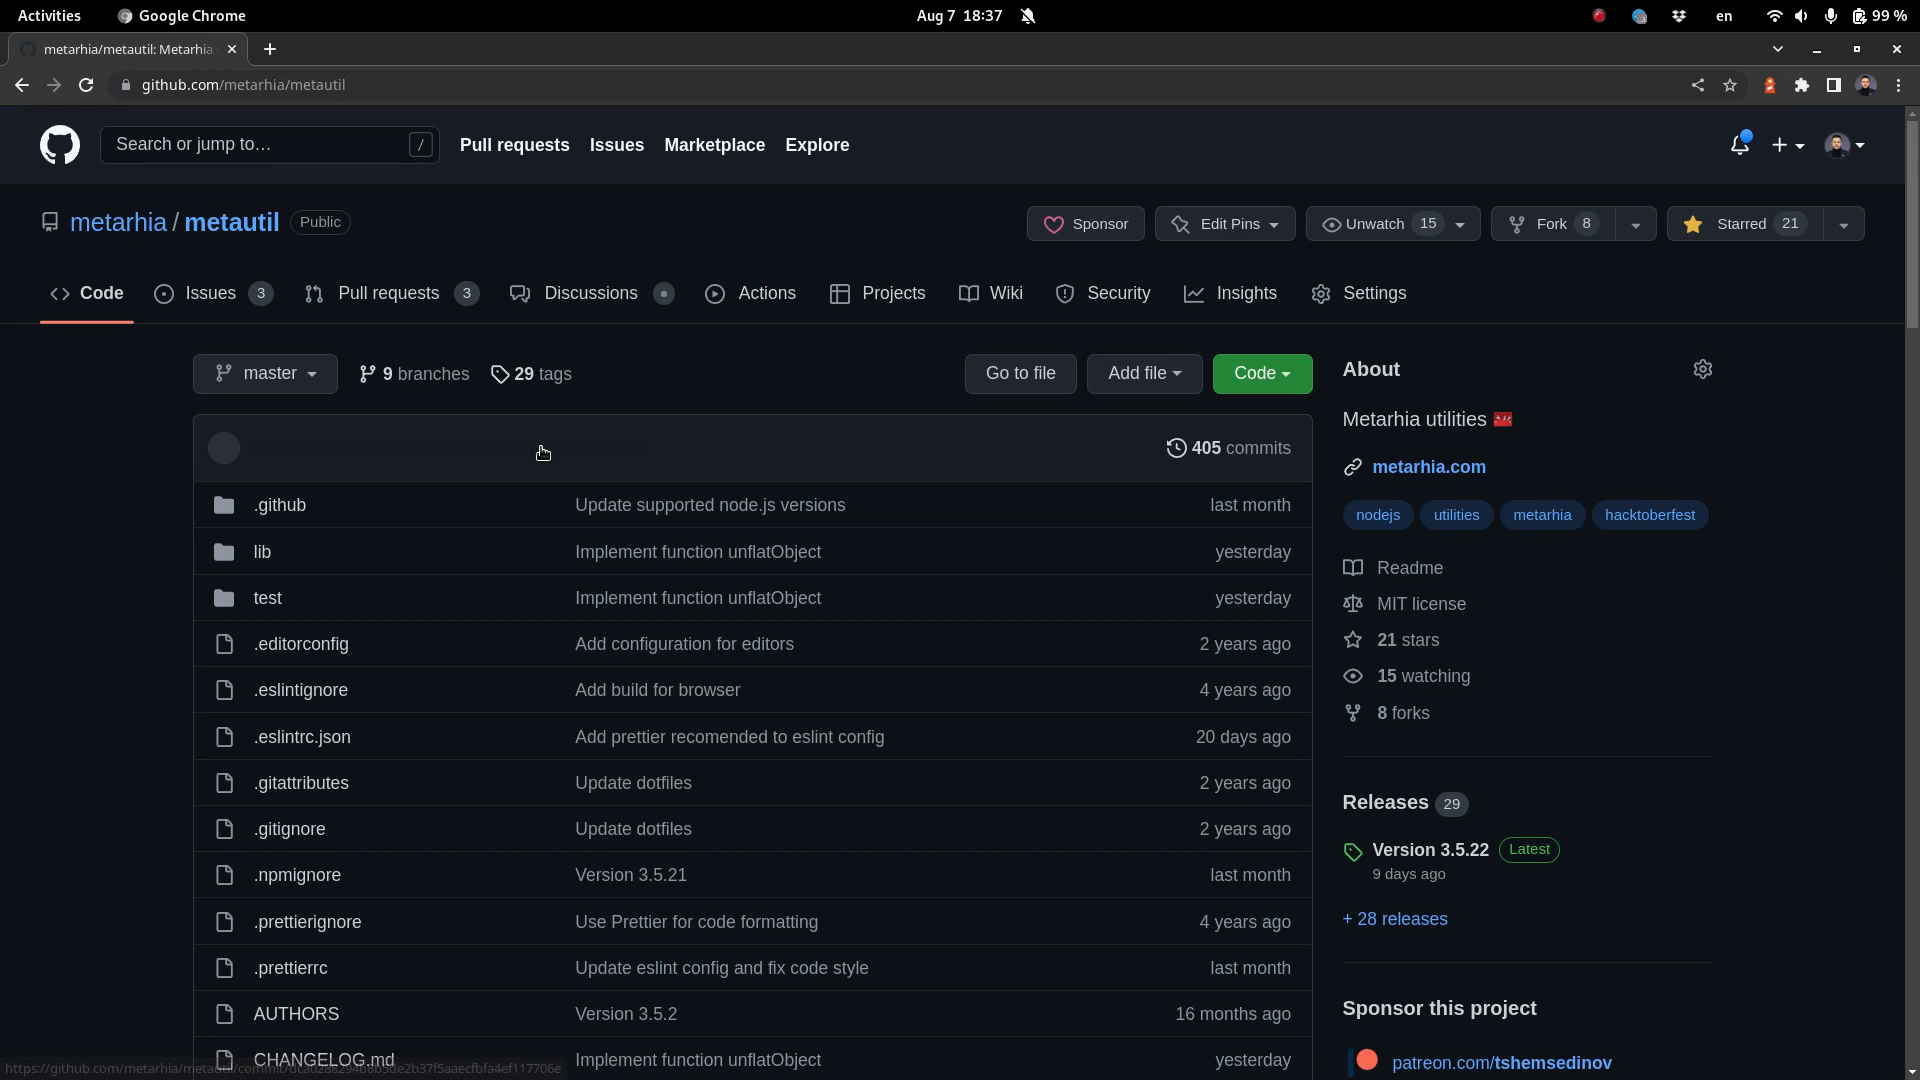 Activities Google Chrome Aug 7 18:37 en 99 %
metarhia/metautil: Metarhia
github.com/metarhia/metautil
Search or jump to… / Pull requests Issues Marketplace Explore
metarhia / metautil Public Sponsor Edit Pins Unwatch 15 Fork 8 Starred 21
Code Issues 3 Pull requests 3 Discussions Actions Projects Wiki Security Insights Settings
master 9 branches 29 tags Go to file Add file Code
405 commits
.github Update supported node.js versions last month
lib Implement function unflatObject yesterday
test Implement function unflatObject yesterday
.editorconfig Add configuration for editors 2 years ago
.eslintignore Add build for browser 4 years ago
.eslintrc.json Add prettier recomended to eslint config 20 days ago
.gitattributes Update dotfiles 2 years ago
.gitignore Update dotfiles 2 years ago
.npmignore Version 3.5.21 last month
.prettierignore Use Prettier for code formatting 4 years ago
.prettierrc Update eslint config and fix code style last month
AUTHORS Version 3.5.2 16 months ago
CHANGELOG.md Implement function unflatObject yesterday
About
Metarhia utilities
metarhia.com
nodejs utilities metarhia hacktoberfest
Readme
MIT license
21 stars
15 watching
8 forks
Releases 29
Version 3.5.22 Latest
9 days ago
+ 28 releases
Sponsor this project
patreon.com/tshemsedinov